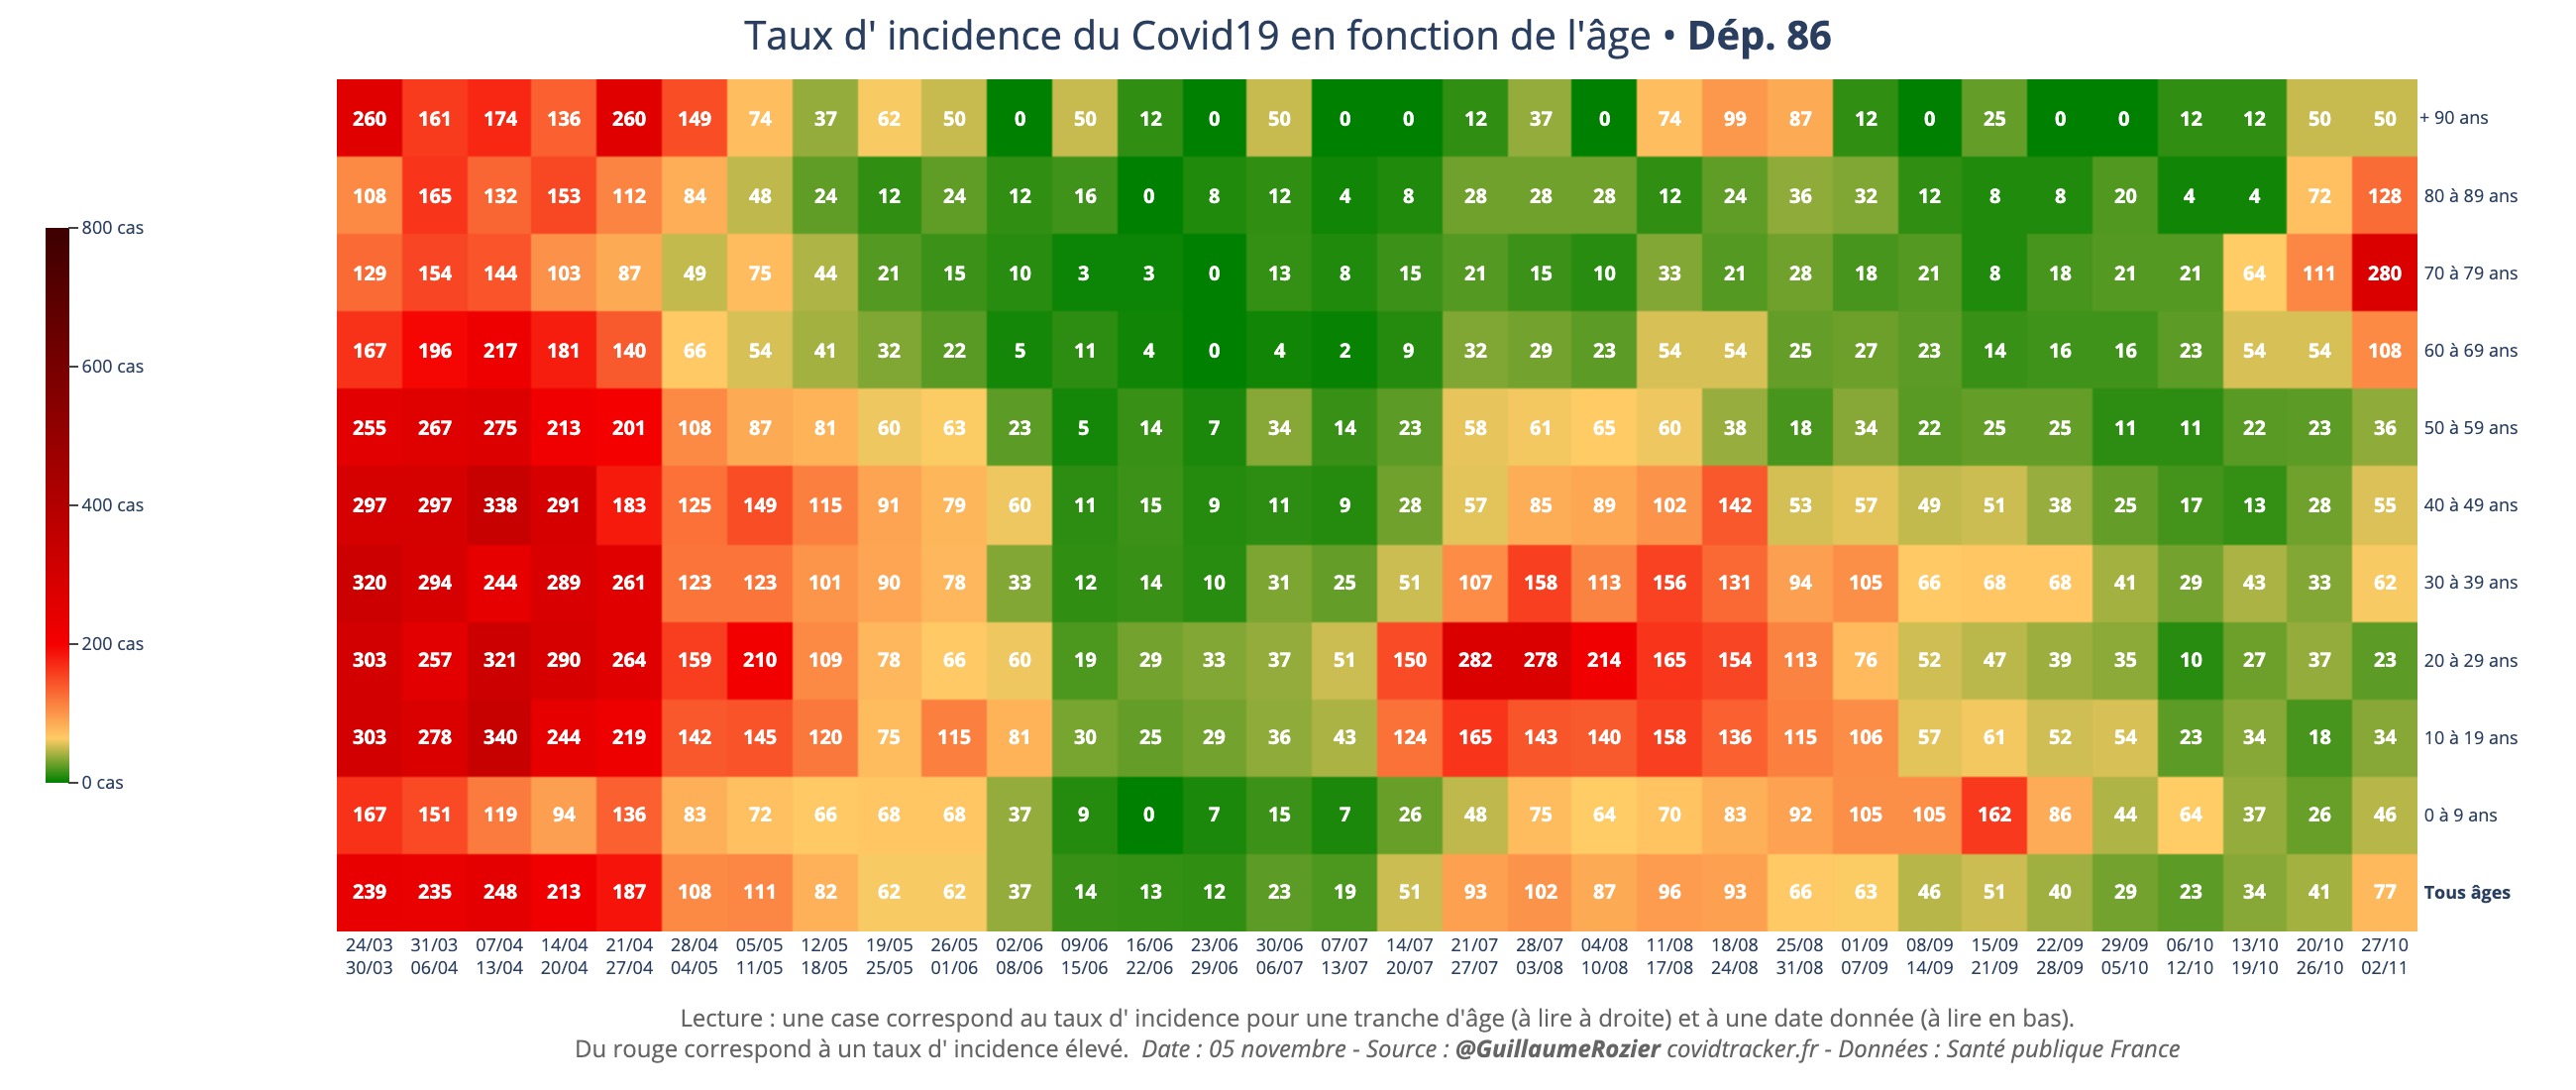 Taux d' incidence du Covid19 en fonction de l'âge • Dép. 86
800 cas
600 cas
400 cas
200 cas
0 cas
260 161 174 136 260 149 74 37 62 50 0 50 12 0 50 0 0 12 37 0 74 99 87 12 0 25 0 0 12 12 50 50 + 90 ans
108 165 132 153 112 84 48 24 12 24 12 16 0 8 12 4 8 28 28 28 12 24 36 32 12 8 8 20 4 4 72 128 80 à 89 ans
129 154 144 103 87 49 75 44 21 15 10 3 3 0 13 8 15 21 15 10 33 21 28 18 21 8 18 21 21 64 111 280 70 à 79 ans
167 196 217 181 140 66 54 41 32 22 5 11 4 0 4 2 9 32 29 23 54 54 25 27 23 14 16 16 23 54 54 108 60 à 69 ans
255 267 275 213 201 108 87 81 60 63 23 5 14 7 34 14 23 58 61 65 60 38 18 34 22 25 25 11 11 22 23 36 50 à 59 ans
297 297 338 291 183 125 149 115 91 79 60 11 15 9 11 9 28 57 85 89 102 142 53 57 49 51 38 25 17 13 28 55 40 à 49 ans
320 294 244 289 261 123 123 101 90 78 33 12 14 10 31 25 51 107 158 113 156 131 94 105 66 68 68 41 29 43 33 62 30 à 39 ans
303 257 321 290 264 159 210 109 78 66 60 19 29 33 37 51 150 282 278 214 165 154 113 76 52 47 39 35 10 27 37 23 20 à 29 ans
303 278 340 244 219 142 145 120 75 115 81 30 25 29 36 43 124 165 143 140 158 136 115 106 57 61 52 54 23 34 18 34 10 à 19 ans
167 151 119 94 136 83 72 66 68 68 37 9 0 7 15 7 26 48 75 64 70 83 92 105 105 162 86 44 64 37 26 46 0 à 9 ans
239 235 248 213 187 108 111 82 62 62 37 14 13 12 23 19 51 93 102 87 96 93 66 63 46 51 40 29 23 34 41 77 Tous âges
24/03 31/03 07/04 14/04 21/04 28/04 05/05 12/05 19/05 26/05 02/06 09/06 16/06 23/06 30/06 07/07 14/07 21/07 28/07 04/08 11/08 18/08 25/08 01/09 08/09 15/09 22/09 29/09 06/10 13/10 20/10 27/10
30/03 06/04 13/04 20/04 27/04 04/05 11/05 18/05 25/05 01/06 08/06 15/06 22/06 29/06 06/07 13/07 20/07 27/07 03/08 10/08 17/08 24/08 31/08 07/09 14/09 21/09 28/09 05/10 12/10 19/10 26/10 02/11
Lecture : une case correspond au taux d' incidence pour une tranche d'âge (à lire à droite) et à une date donnée (à lire en bas).
Du rouge correspond à un taux d' incidence élevé. Date : 05 novembre - Source : @GuillaumeRozier covidtracker.fr - Données : Santé publique France